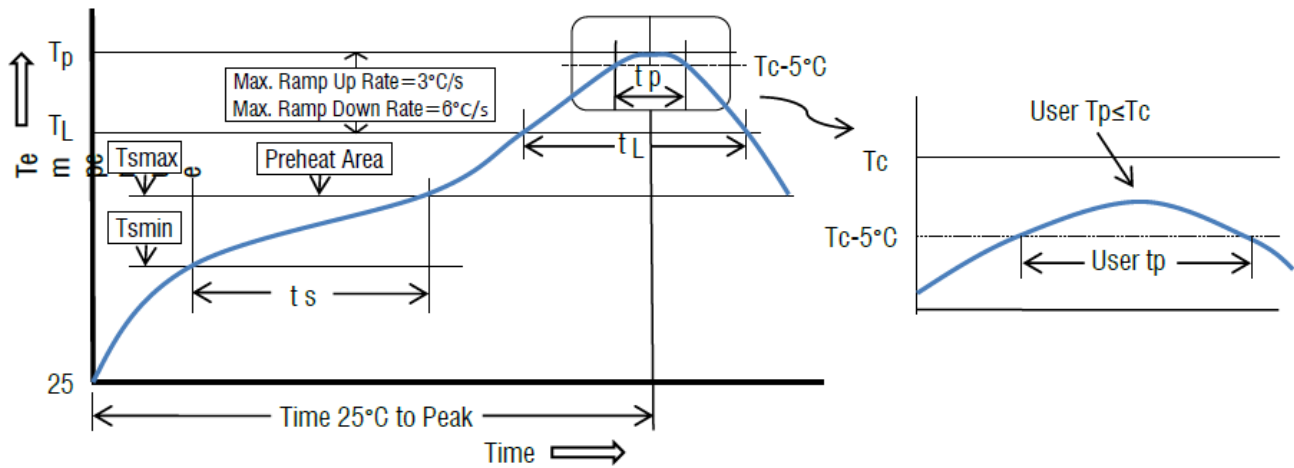 Tp
Max. Ramp Up Rate=3°C/s
Max. Ramp Down Rate=6°C/s
Tc-5°C
t p
TL
t L
Tsmax
Preheat Area
Tsmin
t s
25
Time 25°C to Peak
Time
User Tp≤Tc
Tc
Tc-5°C
User tp